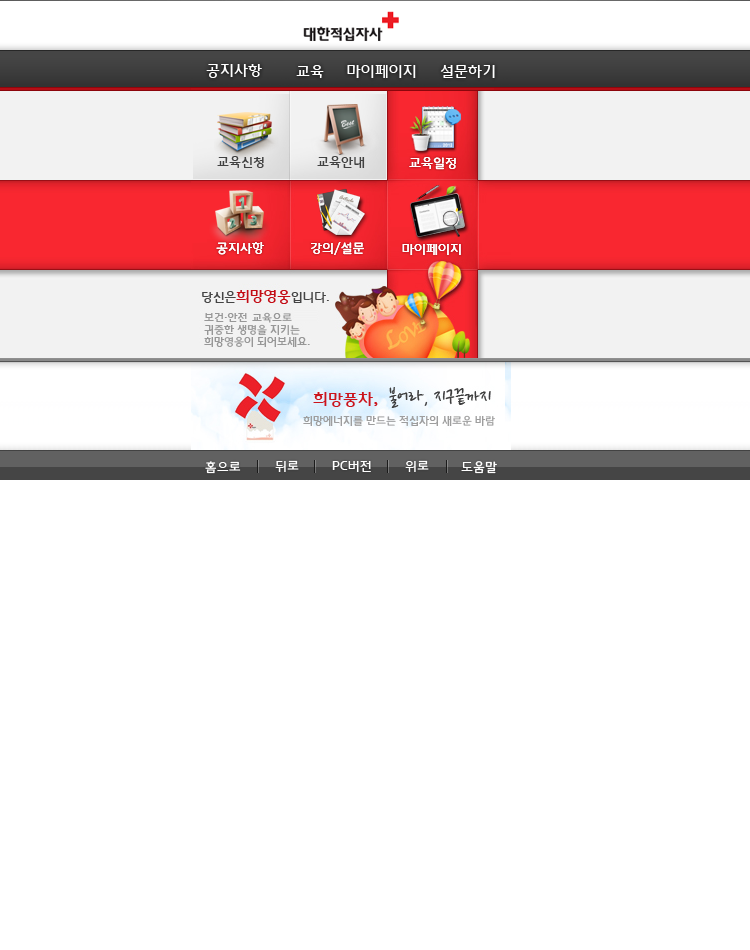 대한적십자사
공지사항 교육 마이페이지 설문하기
교육신청 교육안내 교육일정
Best
공지사항 강의/설문 마이페이지
당신은희망영웅입니다.
보건·안전 교육으로
귀중한 생명을 지키는
희망영웅이 되어보세요.
Love
희망풍차, 불어라, 지구끝까지
희망에너지를 만드는 적십자의 새로운 바람
홈으로 뒤로 PC버전 위로 도움말